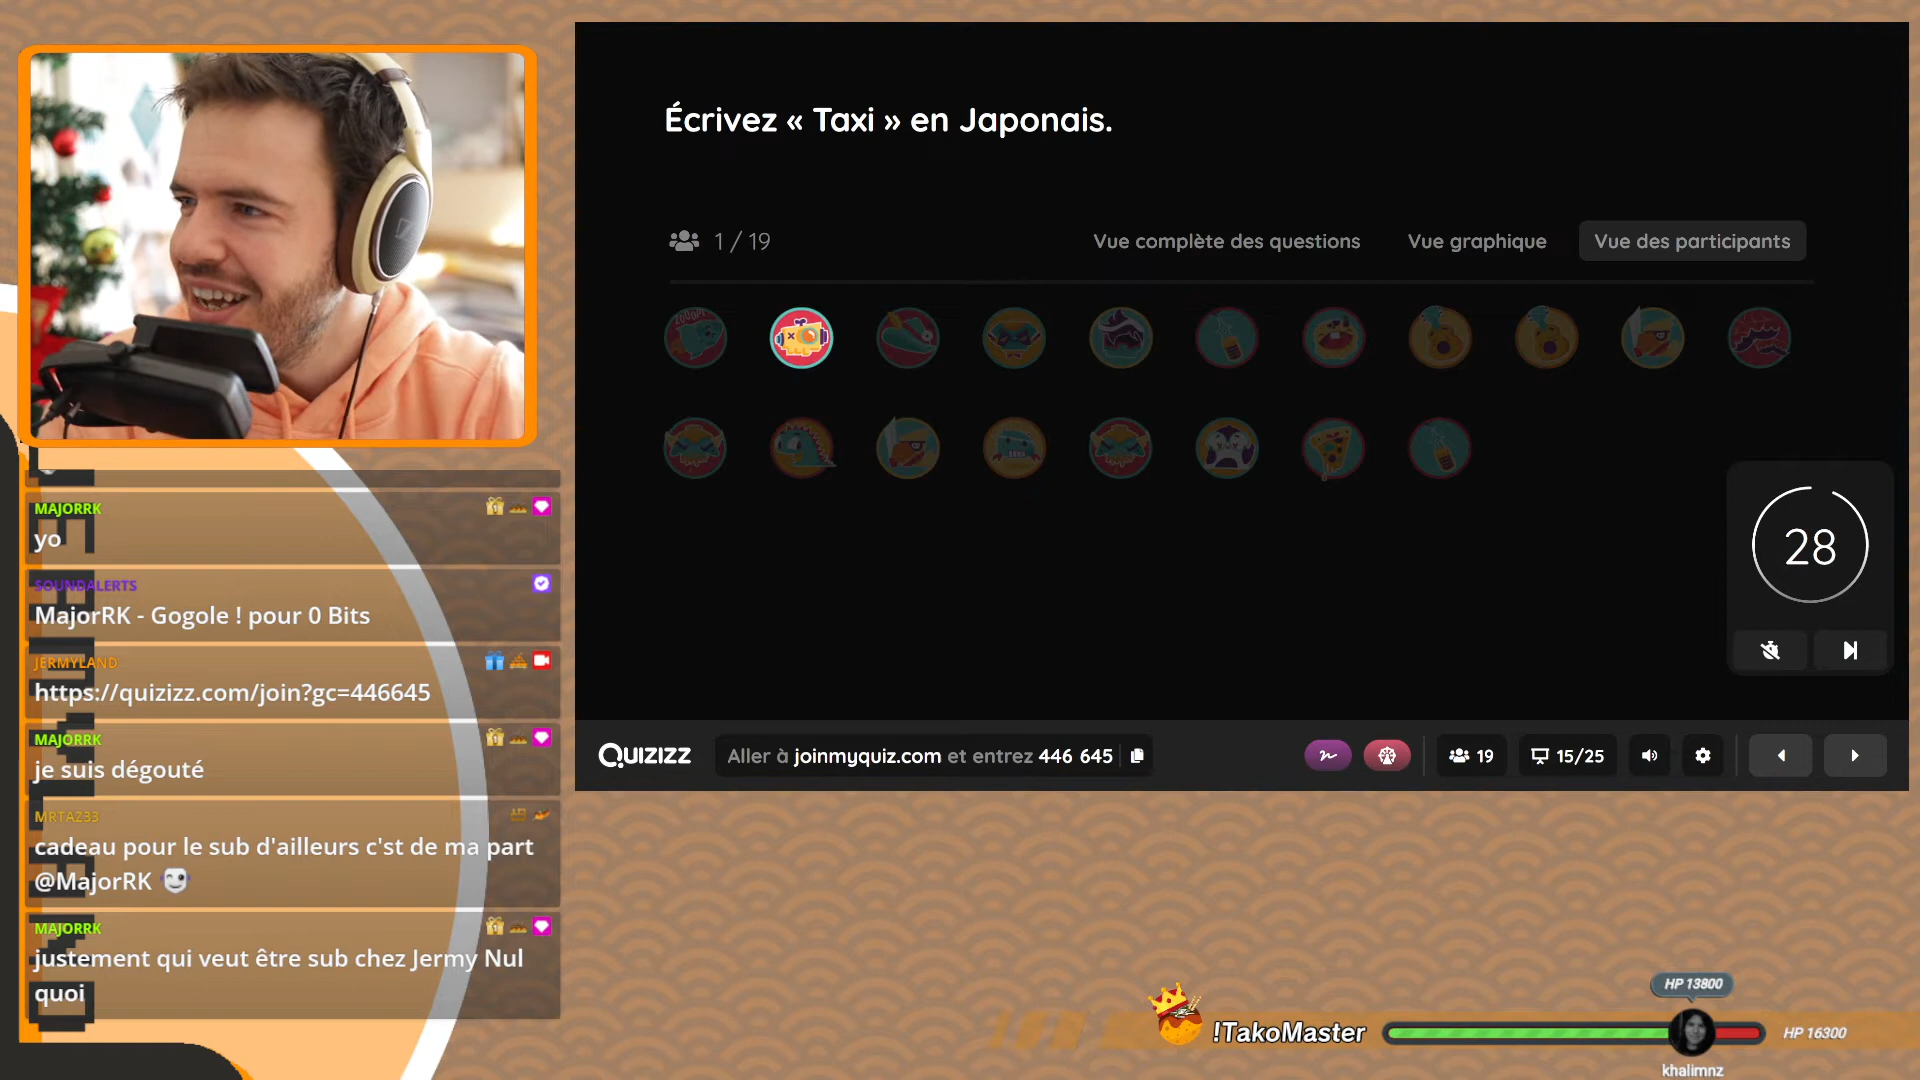 Écrivez « Taxi » en Japonais.
1 / 19
Vue complète des questions
Vue graphique
Vue des participants
28
QUIZIZZ
Aller à joinmyquiz.com et entrez 446 645
19
15/25
MAJORRK
yo
SOUNDALERTS
MajorRK - Gogole ! pour 0 Bits
JERMYLAND
https://quizizz.com/join?gc=446645
MAJORRK
je suis dégouté
MRTAZ33
cadeau pour le sub d'ailleurs c'st de ma part
@MajorRK
MAJORRK
justement qui veut être sub chez Jermy Nul
quoi
HP 13800
!TakoMaster
HP 16300
khalimnz